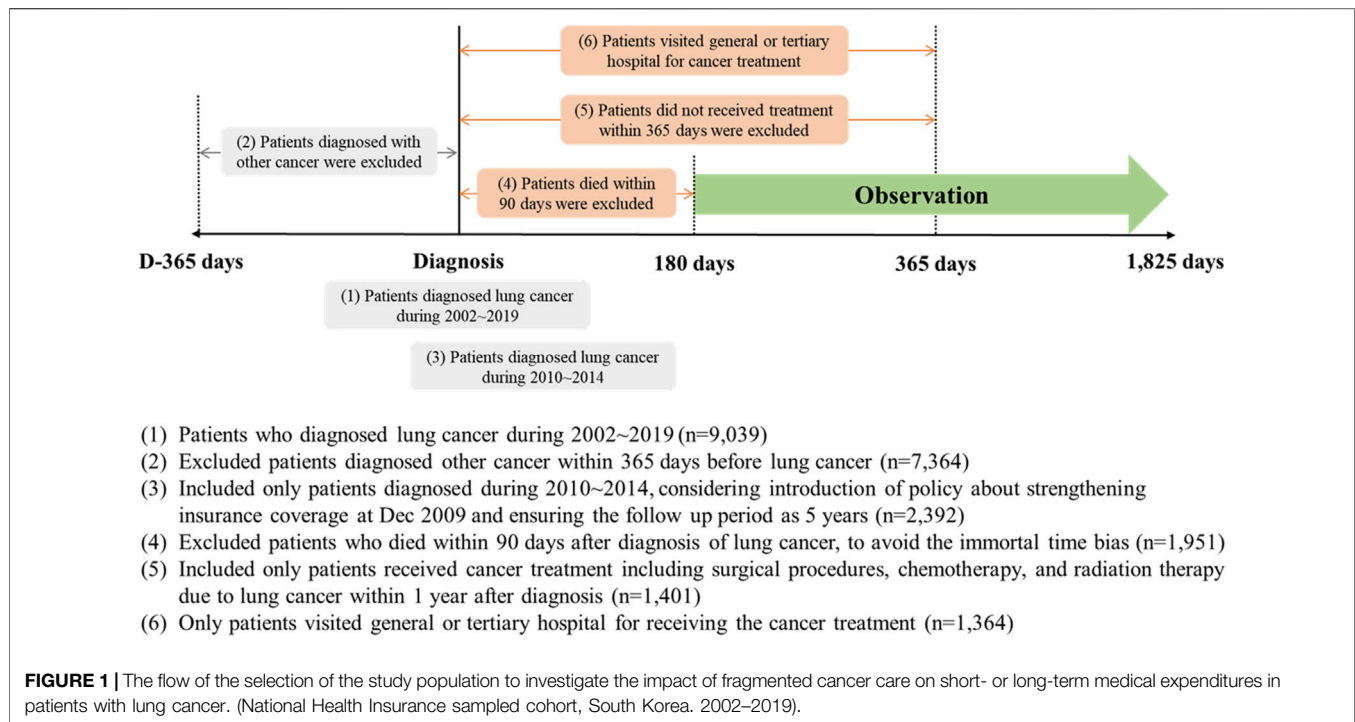 (6) Patients visited general or tertiary
hospital for cancer treatment
(5) Patients did not received treatment
within 365 days were excluded
(2) Patients diagnosed with
other cancer were excluded
(4) Patients died within
90 days were excluded
Observation
D-365 days
Diagnosis
180 days
365 days
1,825 days
(1) Patients diagnosed lung cancer
during 2002~2019
(3) Patients diagnosed lung cancer
during 2010~2014
(1) Patients who diagnosed lung cancer during 2002~2019 (n=9,039)
(2) Excluded patients diagnosed other cancer within 365 days before lung cancer (n=7,364)
(3) Included only patients diagnosed during 2010~2014, considering introduction of policy about strengthening
insurance coverage at Dec 2009 and ensuring the follow up period as 5 years (n=2,392)
(4) Excluded patients who died within 90 days after diagnosis of lung cancer, to avoid the immortal time bias (n=1,951)
(5) Included only patients received cancer treatment including surgical procedures, chemotherapy, and radiation therapy
due to lung cancer within 1 year after diagnosis (n=1,401)
(6) Only patients visited general or tertiary hospital for receiving the cancer treatment (n=1,364)
FIGURE 1 | The flow of the selection of the study population to investigate the impact of fragmented cancer care on short- or long-term medical expenditures in
patients with lung cancer. (National Health Insurance sampled cohort, South Korea. 2002–2019).